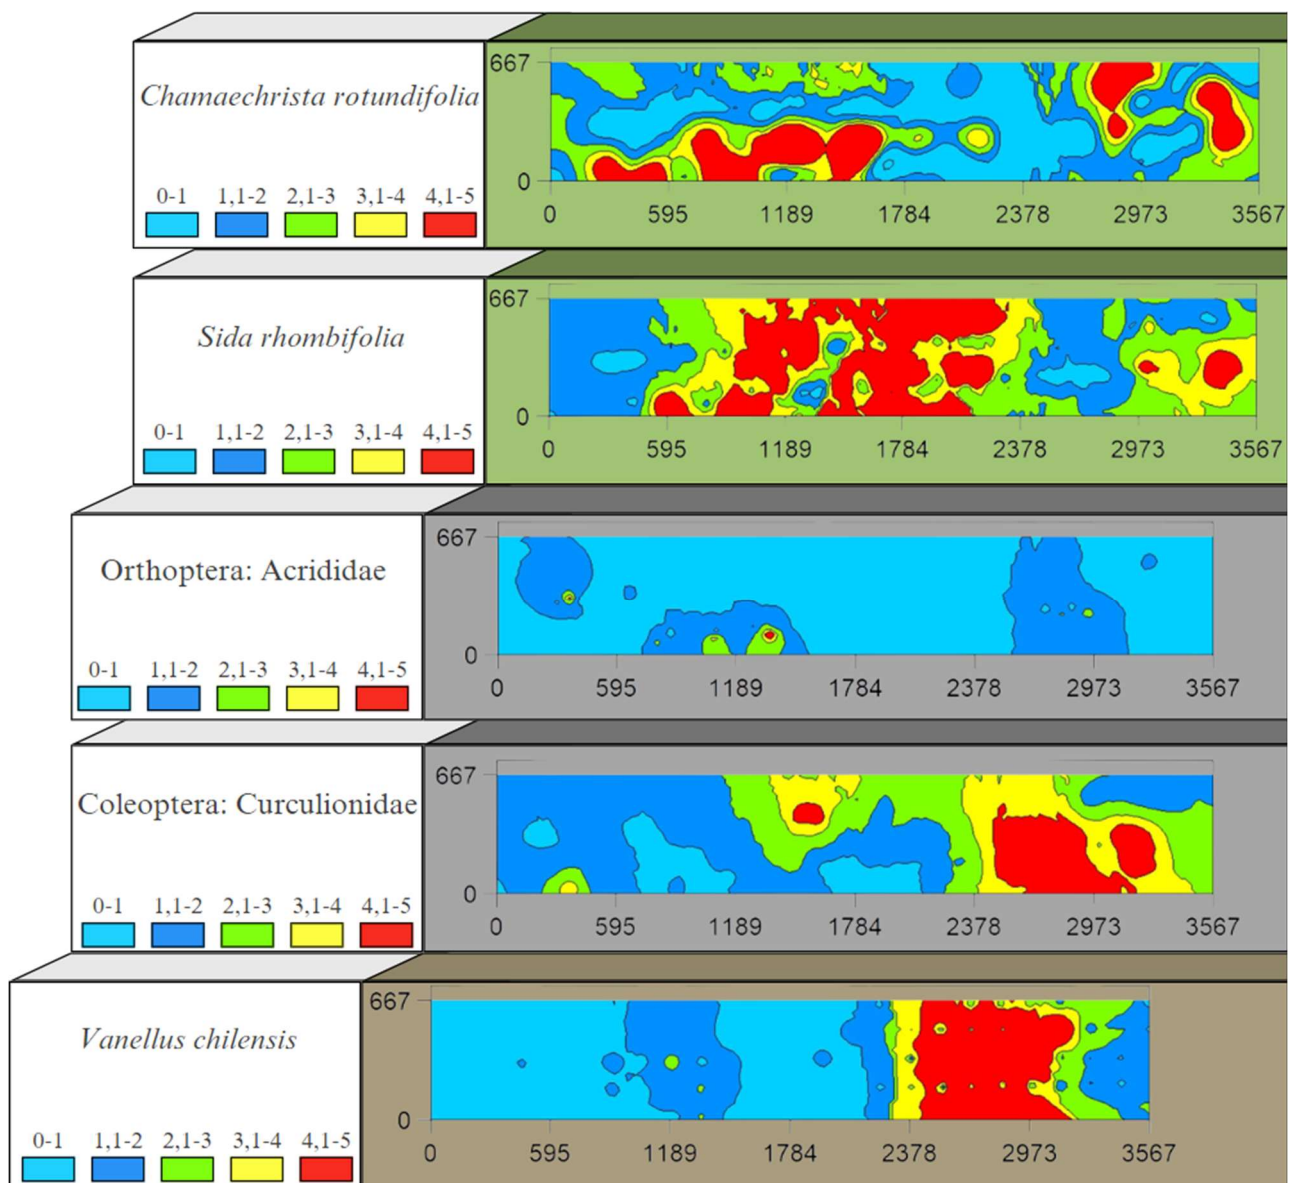 Chamaechrista rotundifolia
0-1 1,1-2 2,1-3 3,1-4 4,1-5
667
0
0 595 1189 1784 2378 2973 3567
Sida rhombifolia
0-1 1,1-2 2,1-3 3,1-4 4,1-5
667
0
0 595 1189 1784 2378 2973 3567
Orthoptera: Acrididae
0-1 1,1-2 2,1-3 3,1-4 4,1-5
667
0
0 595 1189 1784 2378 2973 3567
Coleoptera: Curculionidae
0-1 1,1-2 2,1-3 3,1-4 4,1-5
667
0
0 595 1189 1784 2378 2973 3567
Vanellus chilensis
0-1 1,1-2 2,1-3 3,1-4 4,1-5
667
0
0 595 1189 1784 2378 2973 3567